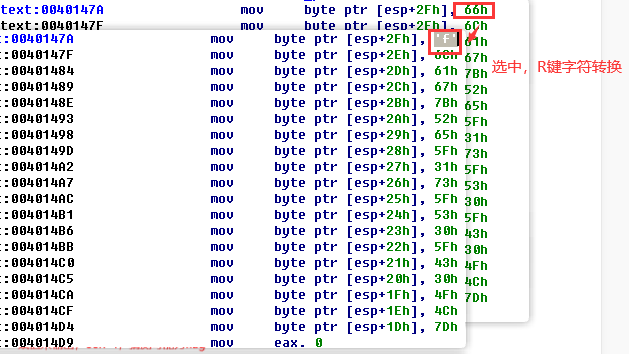 text:0040147A mov byte ptr [esp+2Fh], 66h
text:0040147F mov byte ptr [esp+2Eh], 6Ch
t:0040147A mov byte ptr [esp+2Fh], 'f' 61h
t:0040147F mov byte ptr [esp+2Eh], 6Ch 67h
选中，R键字符转换
t:00401484 mov byte ptr [esp+2Dh], 61h 7Bh
t:00401489 mov byte ptr [esp+2Ch], 67h 52h
t:0040148E mov byte ptr [esp+2Bh], 7Bh 65h
t:00401493 mov byte ptr [esp+2Ah], 52h 5Fh
t:00401498 mov byte ptr [esp+29h], 65h 31h
t:0040149D mov byte ptr [esp+28h], 5Fh 73h
t:004014A2 mov byte ptr [esp+27h], 31h 5Fh
t:004014A7 mov byte ptr [esp+26h], 73h 53h
t:004014AC mov byte ptr [esp+25h], 5Fh 30h
t:004014B1 mov byte ptr [esp+24h], 53h 5Fh
t:004014B6 mov byte ptr [esp+23h], 30h 43h
t:004014BB mov byte ptr [esp+22h], 5Fh 30h
t:004014C0 mov byte ptr [esp+21h], 43h 4Fh
t:004014C5 mov byte ptr [esp+20h], 30h 4Ch
t:004014CA mov byte ptr [esp+1Fh], 4Fh 7Dh
t:004014CF mov byte ptr [esp+1Eh], 4Ch
t:004014D4 mov byte ptr [esp+1Dh], 7Dh
t:004014D9 mov eax, 0